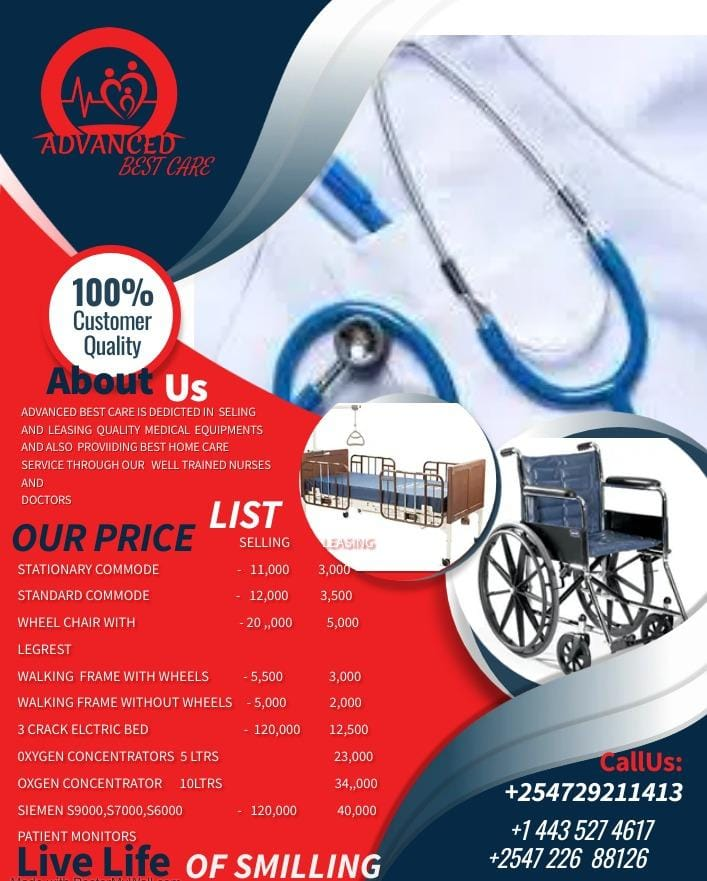 ADVANCED
BEST CARE
100%
Customer
Quality
About Us
ADVANCED BEST CARE IS DEDICTED IN SELING
AND LEASING QUALITY MEDICAL EQUIPMENTS
AND ALSO PROVIIDING BEST HOME CARE
SERVICE THROUGH OUR WELL TRAINED NURSES
AND
DOCTORS
OUR PRICE LIST
SELLING LEASING
STATIONARY COMMODE - 11,000 3,000
STANDARD COMMODE - 12,000 3,500
WHEEL CHAIR WITH - 20 ,,000 5,000
LEGREST
WALKING FRAME WITH WHEELS - 5,500 3,000
WALKING FRAME WITHOUT WHEELS - 5,000 2,000
3 CRACK ELCTRIC BED - 120,000 12,500
0XYGEN CONCENTRATORS 5 LTRS 23,000
OXGEN CONCENTRATOR 10LTRS 34,,000
SIEMEN S9000,S7000,S6000 - 120,000 40,000
PATIENT MONITORS
Live Life OF SMILLING
CallUs:
+254729211413
+1 443 527 4617
+2547 226 88126